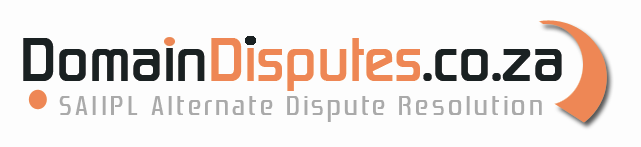 DomainDisputes.co.za
SAIIPL Alternate Dispute Resolution